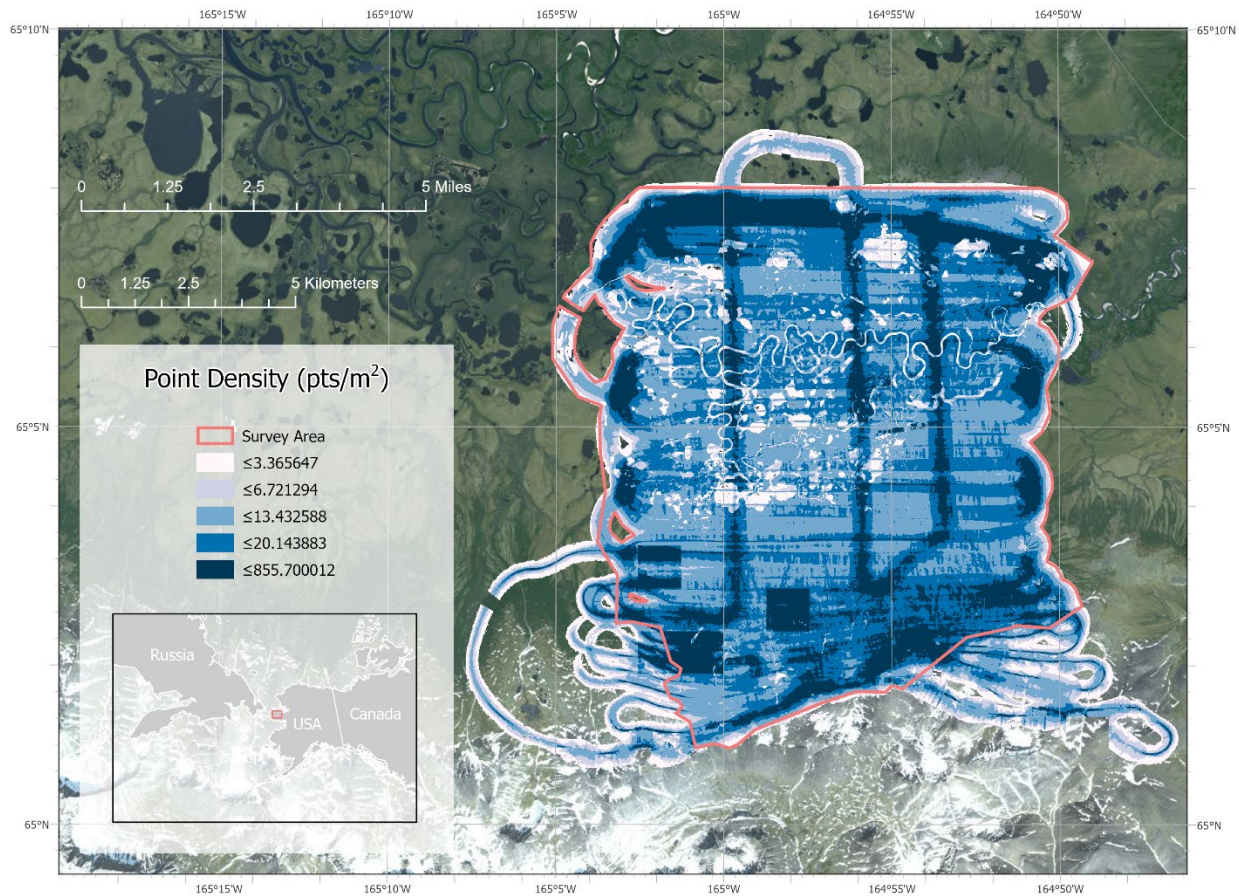 165°15'W 165°10'W 165°5'W 165°W 164°55'W 164°50'W
65°10'N 65°10'N
0 1.25 2.5 5 Miles
0 1.25 2.5 5 Kilometers
Point Density (pts/m²)
65°5'N 65°5'N
Survey Area
≤3.365647
≤6.721294
≤13.432588
≤20.143883
≤855.700012
Russia
USA
Canada
65°N 65°N
165°15'W 165°10'W 165°5'W 165°W 164°55'W 164°50'W